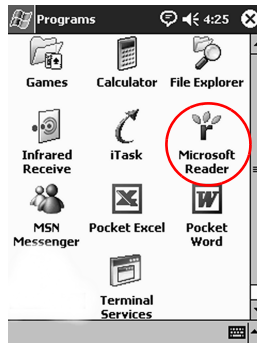 Programs 4:25
Games Calculator File Explorer
Infrared Receive iTask Microsoft Reader
MSN Messenger Pocket Excel Pocket Word
Terminal Services